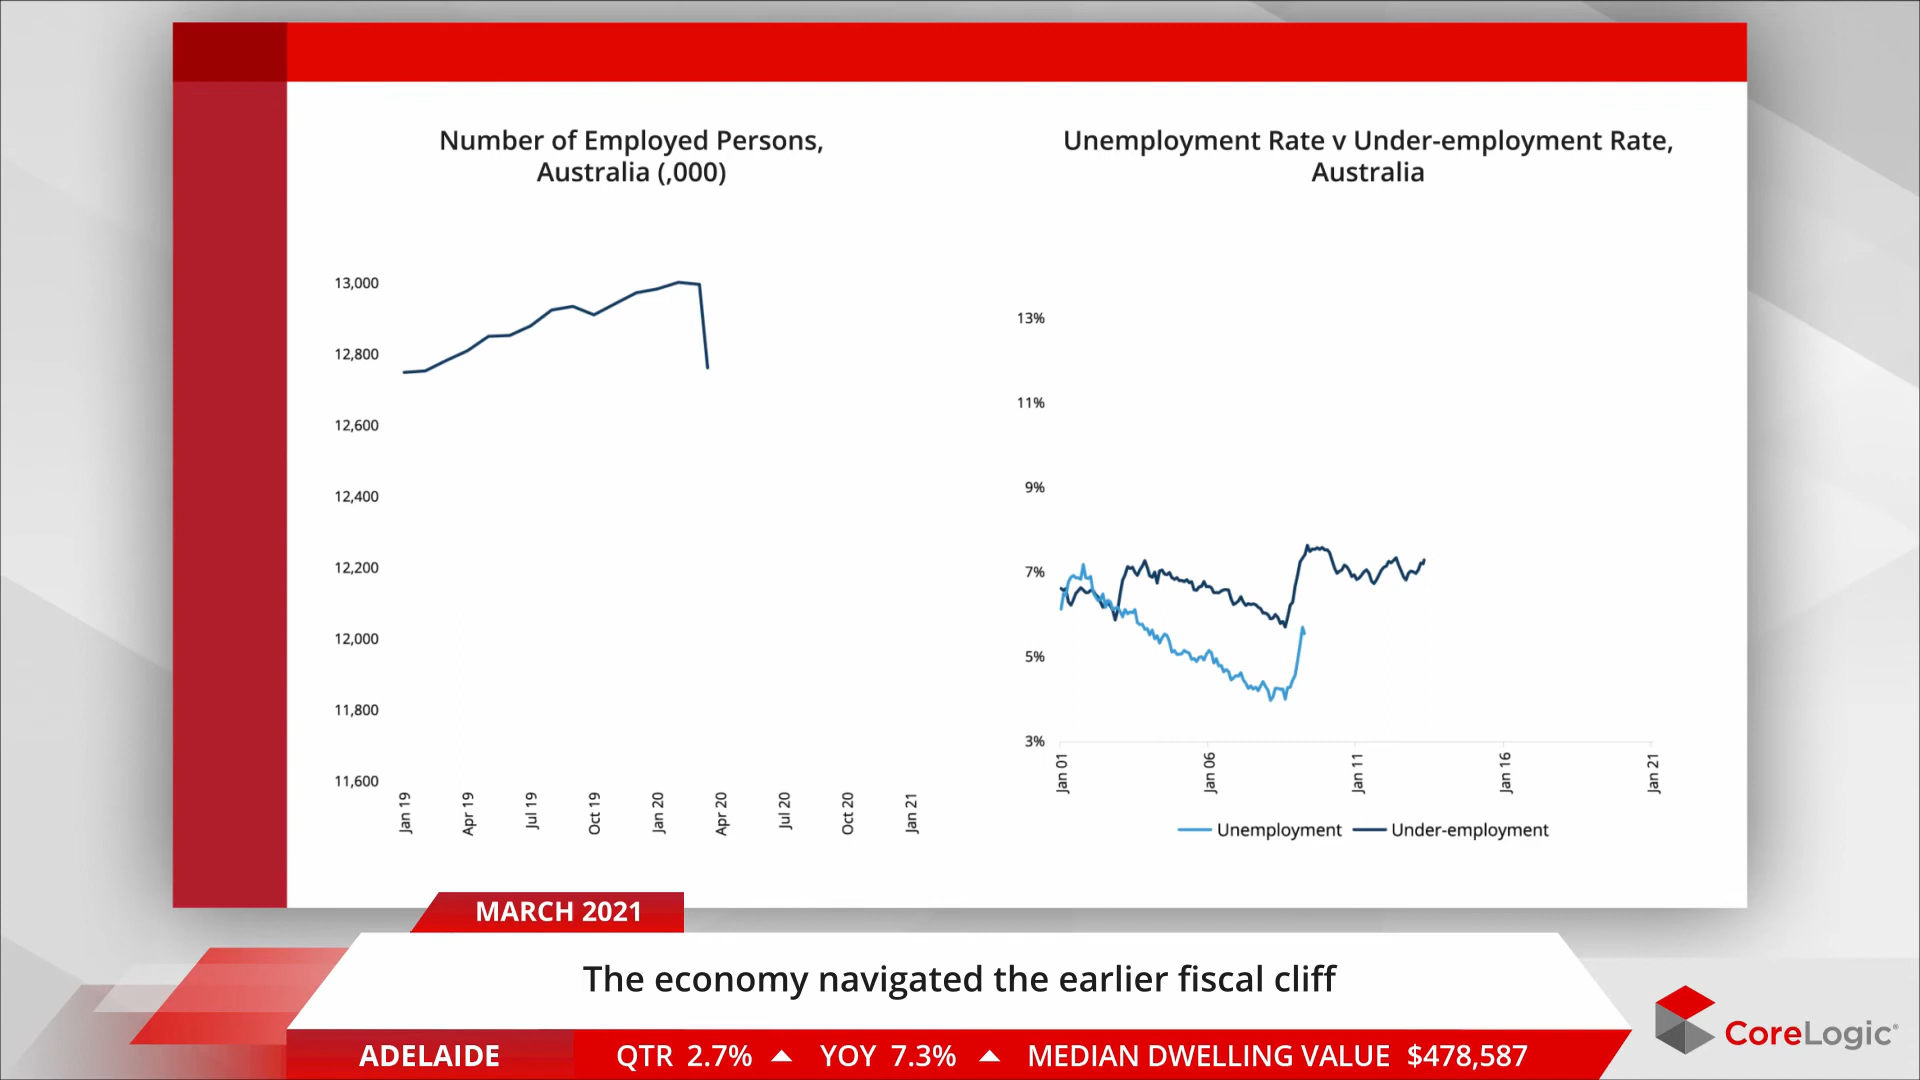 Number of Employed Persons,
Australia (,000)
13,000
12,800
12,600
12,400
12,200
12,000
11,800
11,600
Jan 19
Apr 19
Jul 19
Oct 19
Jan 20
Apr 20
Jul 20
Oct 20
Jan 21
Unemployment Rate v Under-employment Rate,
Australia
13%
11%
9%
7%
5%
3%
Jan 01
Jan 06
Jan 11
Jan 16
Jan 21
Unemployment Under-employment
MARCH 2021
The economy navigated the earlier fiscal cliff
ADELAIDE QTR 2.7% YOY 7.3% MEDIAN DWELLING VALUE $478,587
CoreLogic®